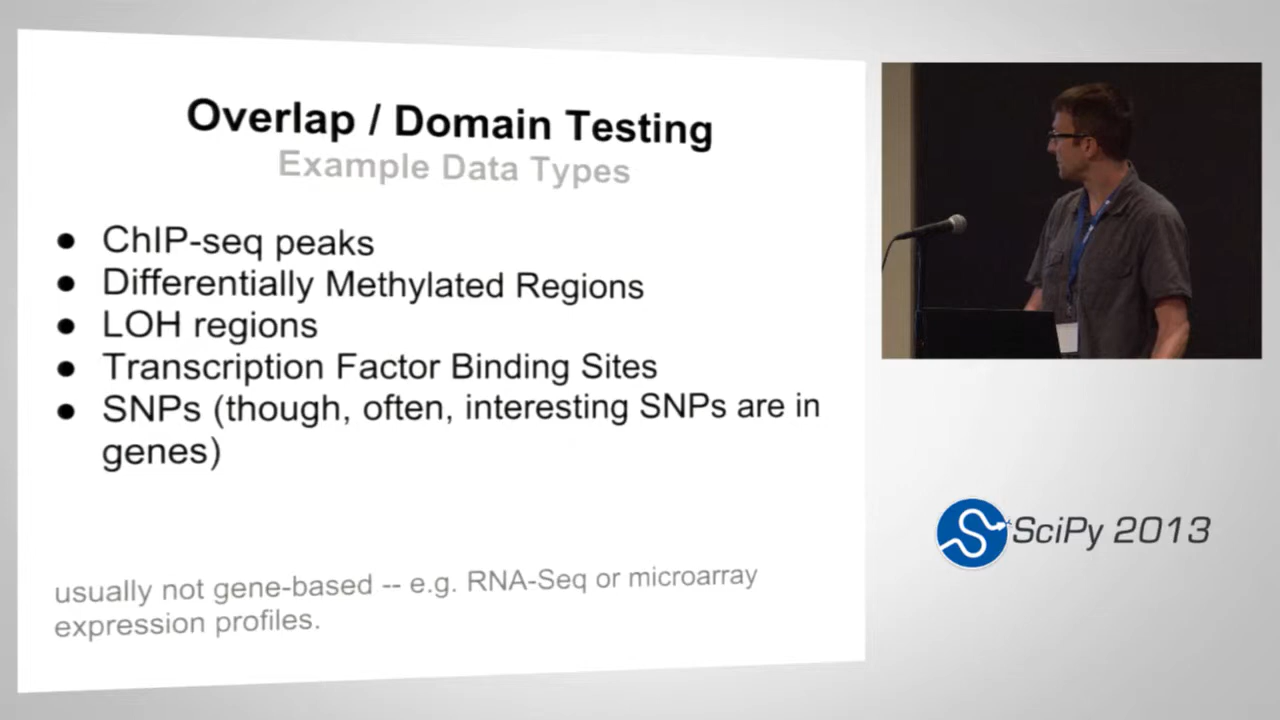 Overlap / Domain Testing
Example Data Types
● ChIP-seq peaks
● Differentially Methylated Regions
● LOH regions
● Transcription Factor Binding Sites
● SNPs (though, often, interesting SNPs are in
genes)
usually not gene-based -- e.g. RNA-Seq or microarray
expression profiles.
SciPy 2013